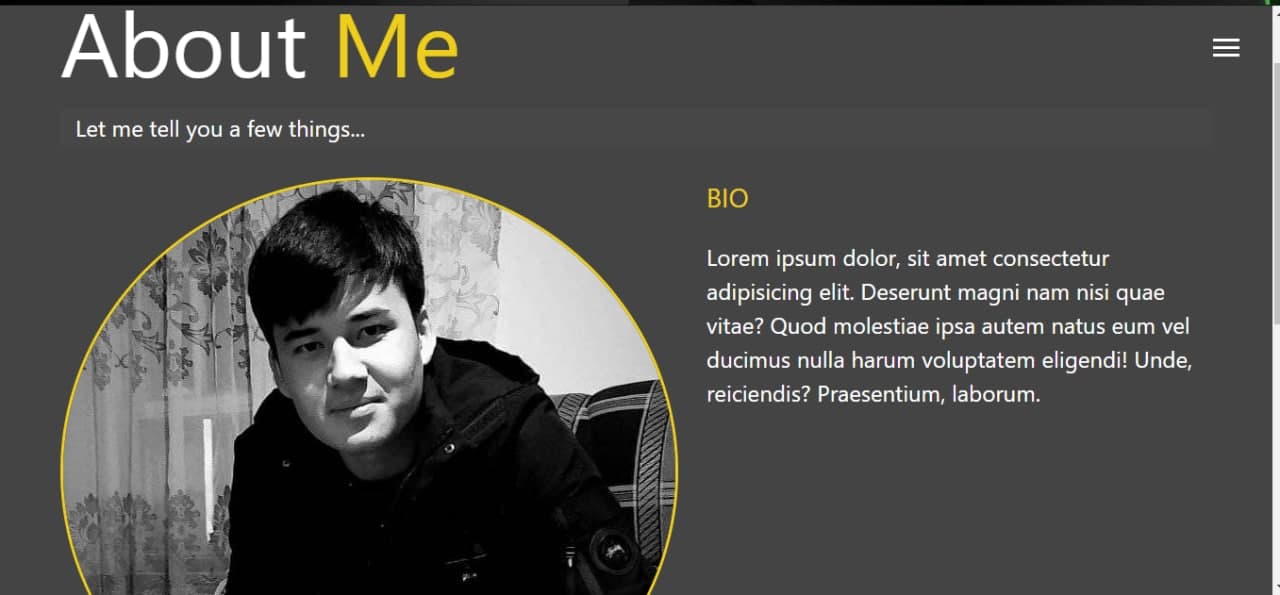 About Me
Let me tell you a few things...
BIO
Lorem ipsum dolor, sit amet consectetur
adipisicing elit. Deserunt magni nam nisi quae
vitae? Quod molestiae ipsa autem natus eum vel
ducimus nulla harum voluptatem eligendi! Unde,
reiciendis? Praesentium, laborum.